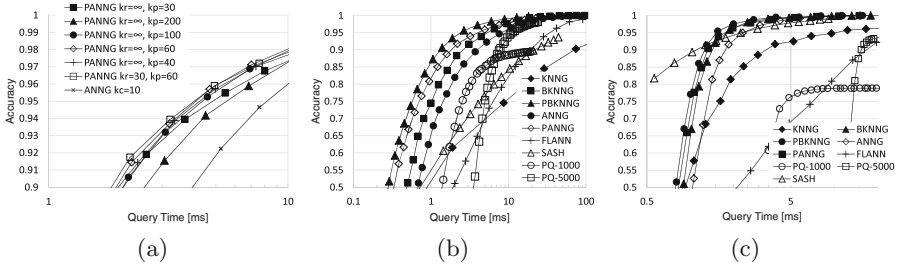 PANNG kr=∞, kp=30
PANNG kr=∞, kp=200
PANNG kr=∞, kp=100
PANNG kr=∞, kp=60
PANNG kr=∞, kp=40
PANNG kr=30, kp=60
ANNG kc=10
1
0.99
0.98
0.97
0.96
0.95
0.94
0.93
0.92
0.91
0.9
Accuracy
1 10
Query Time [ms]
(a)
1
0.95
0.9
0.85
0.8
0.75
0.7
0.65
0.6
0.55
0.5
Accuracy
KNNG
BKNNG
PBKNNG
ANNG
PANNG
FLANN
SASH
PQ-1000
PQ-5000
0.1 1 10 100
Query Time [ms]
(b)
1
0.95
0.9
0.85
0.8
0.75
0.7
0.65
0.6
0.55
0.5
Accuracy
KNNG BKNNG
PBKNNG ANNG
PANNG FLANN
PQ-1000 PQ-5000
SASH
0.5 5
Query Time [ms]
(c)